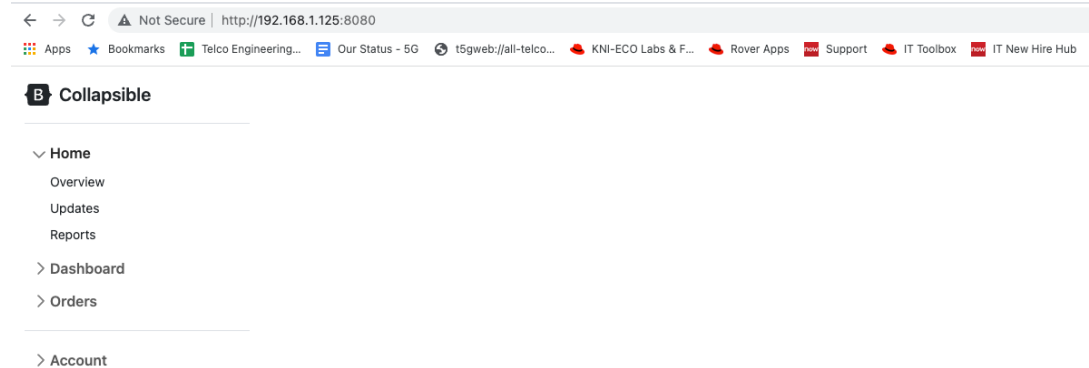 Not Secure | http://192.168.1.125:8080
Apps Bookmarks Telco Engineering... Our Status - 5G t5gweb://all-telco... KNI-ECO Labs & F... Rover Apps now Support IT Toolbox now IT New Hire Hub
B Collapsible
Home
Overview
Updates
Reports
Dashboard
Orders
Account